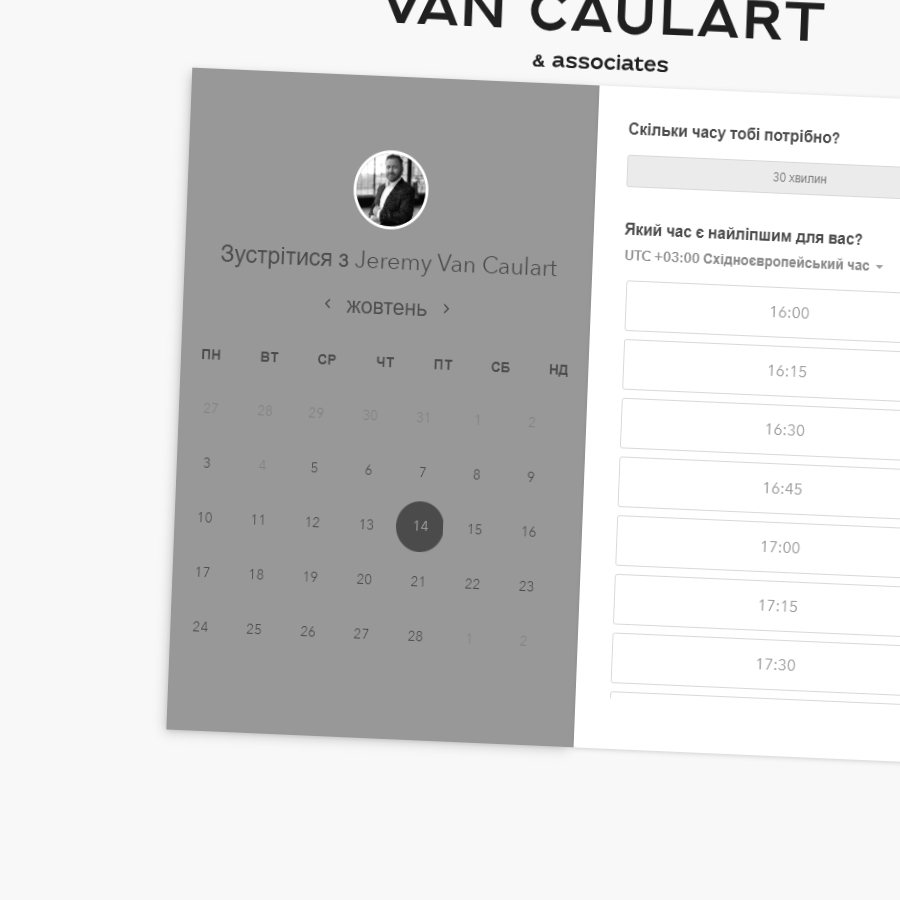 VAN CAULART
& associates
Зустрітися з Jeremy Van Caulart
жовтень
ПН ВТ СР ЧТ ПТ СБ НД
27 28 29 30 31 1 2
3 4 5 6 7 8 9
10 11 12 13 14 15 16
17 18 19 20 21 22 23
24 25 26 27 28 1 2
Скільки часу тобі потрібно?
30 хвилин
Який час є найліпшим для вас?
UTC +03:00 Східноєвропейський час
16:00
16:15
16:30
16:45
17:00
17:15
17:30